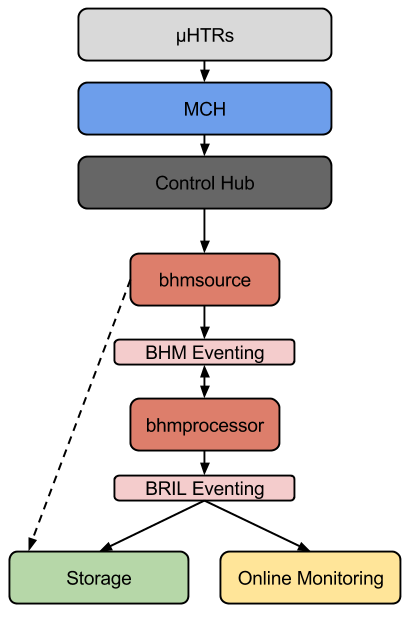 µHTRs
MCH
Control Hub
bhmsource
BHM Eventing
bhmprocessor
BRIL Eventing
Storage
Online Monitoring